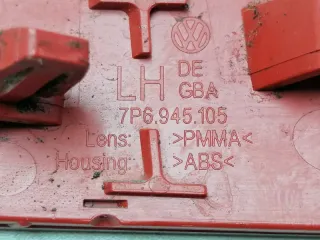 LH DE
GBA
7P6.945.105
Lens: >PMMA<
Housing: >ABS<